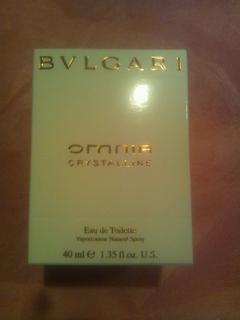 BVLGARI
omnia
CRYSTALLINE
Eau de Toilette
Vaporisateur Natural Spray
40 ml ℮ 1.35 fl.oz. U.S.